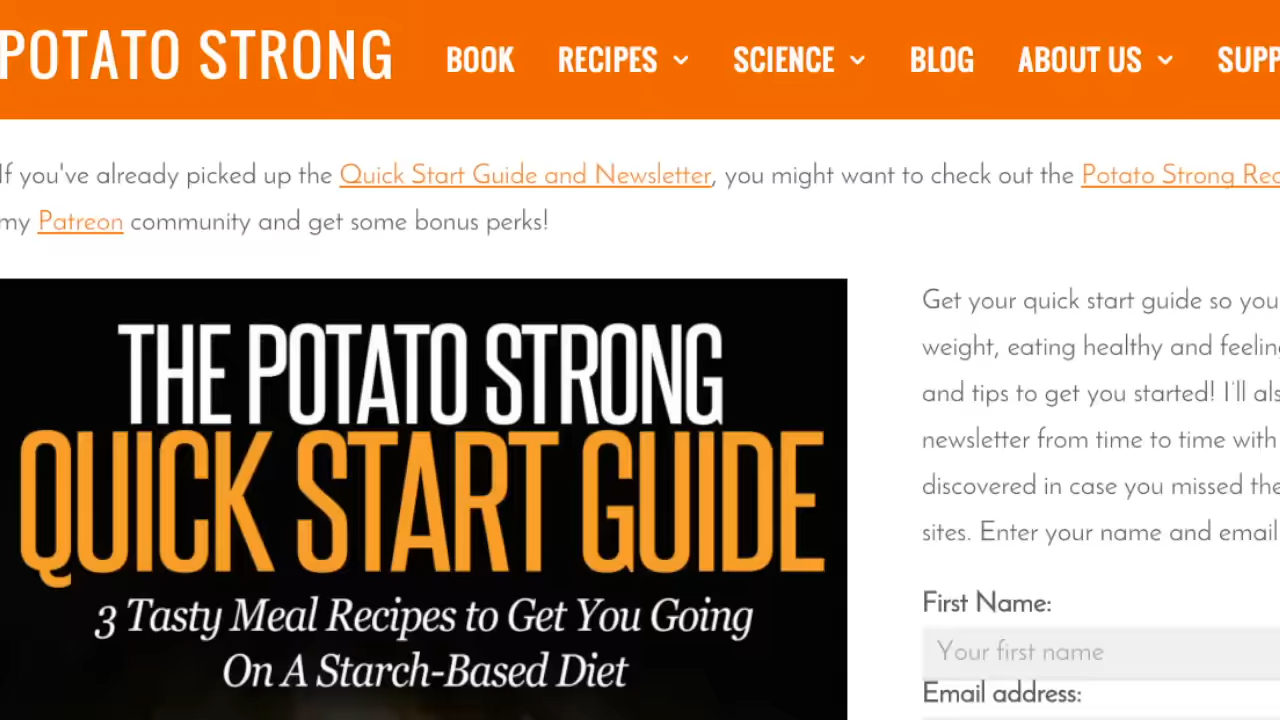 POTATO STRONG BOOK RECIPES SCIENCE BLOG ABOUT US
If you've already picked up the Quick Start Guide and Newsletter, you might want to check out the Potato Strong
my Patreon community and get some bonus perks!
THE POTATO STRONG
QUICK START GUIDE
3 Tasty Meal Recipes to Get You Going
On A Starch-Based Diet
Get your quick start guide so you
weight, eating healthy and
and tips to get you started! I'll
newsletter from time to time with
discovered in case you missed
sites. Enter your name and email
First Name:
Your first name
Email address: